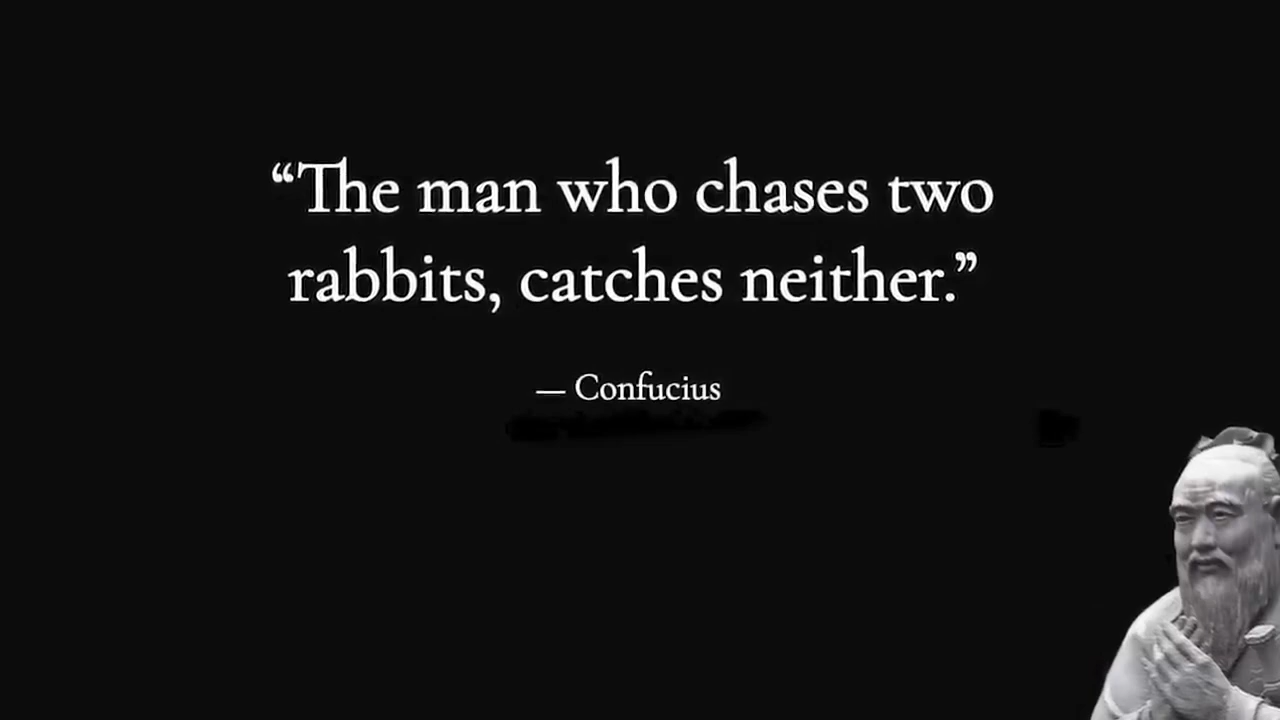 “The man who chases two
rabbits, catches neither.”
— Confucius